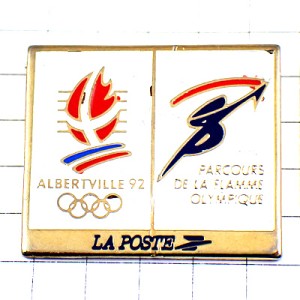 ALBERTVILLE 92
PARCOURS
DE LA FLAMME
OLYMPIQUE
LA POSTE